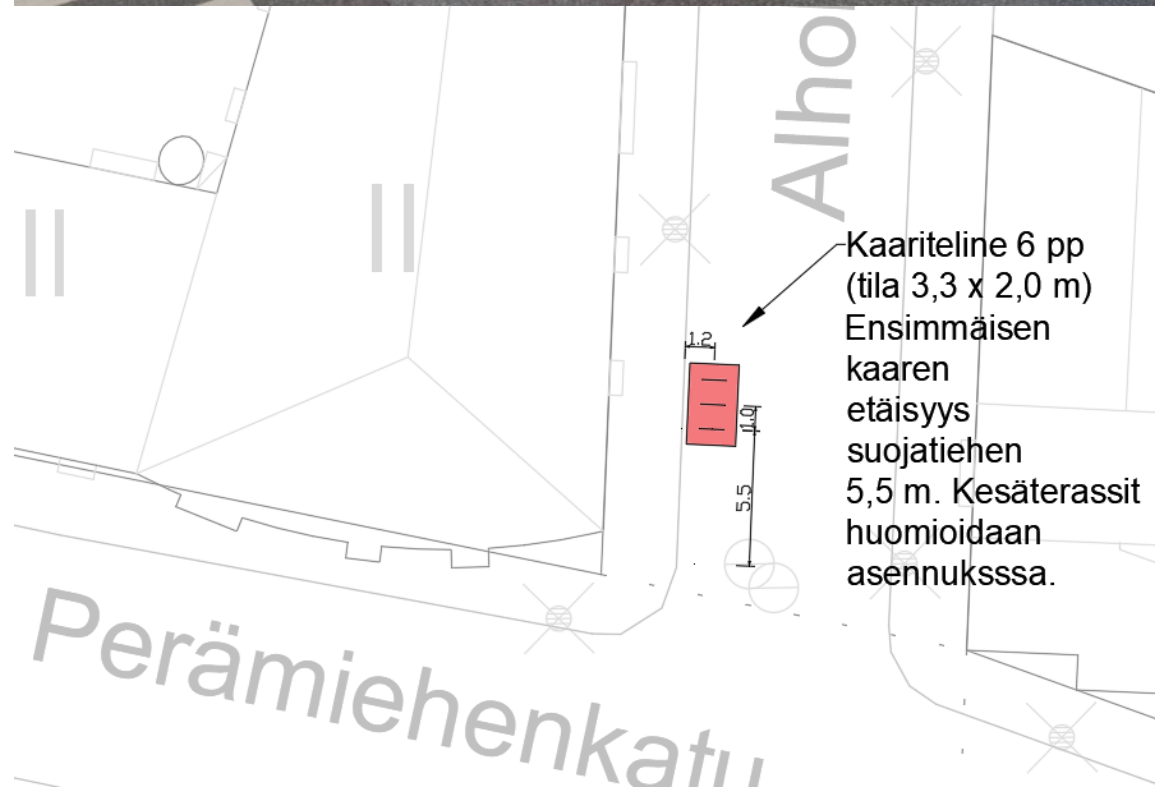 Alhol
II
II
Kaariteline 6 pp
(tila 3,3 x 2,0 m)
Ensimmäisen
kaaren
etäisyys
suojatiehen
5,5 m. Kesäterassit
huomioidaan
asennuksssa.
1.2
1.0
5.5
Perämiehenkatu